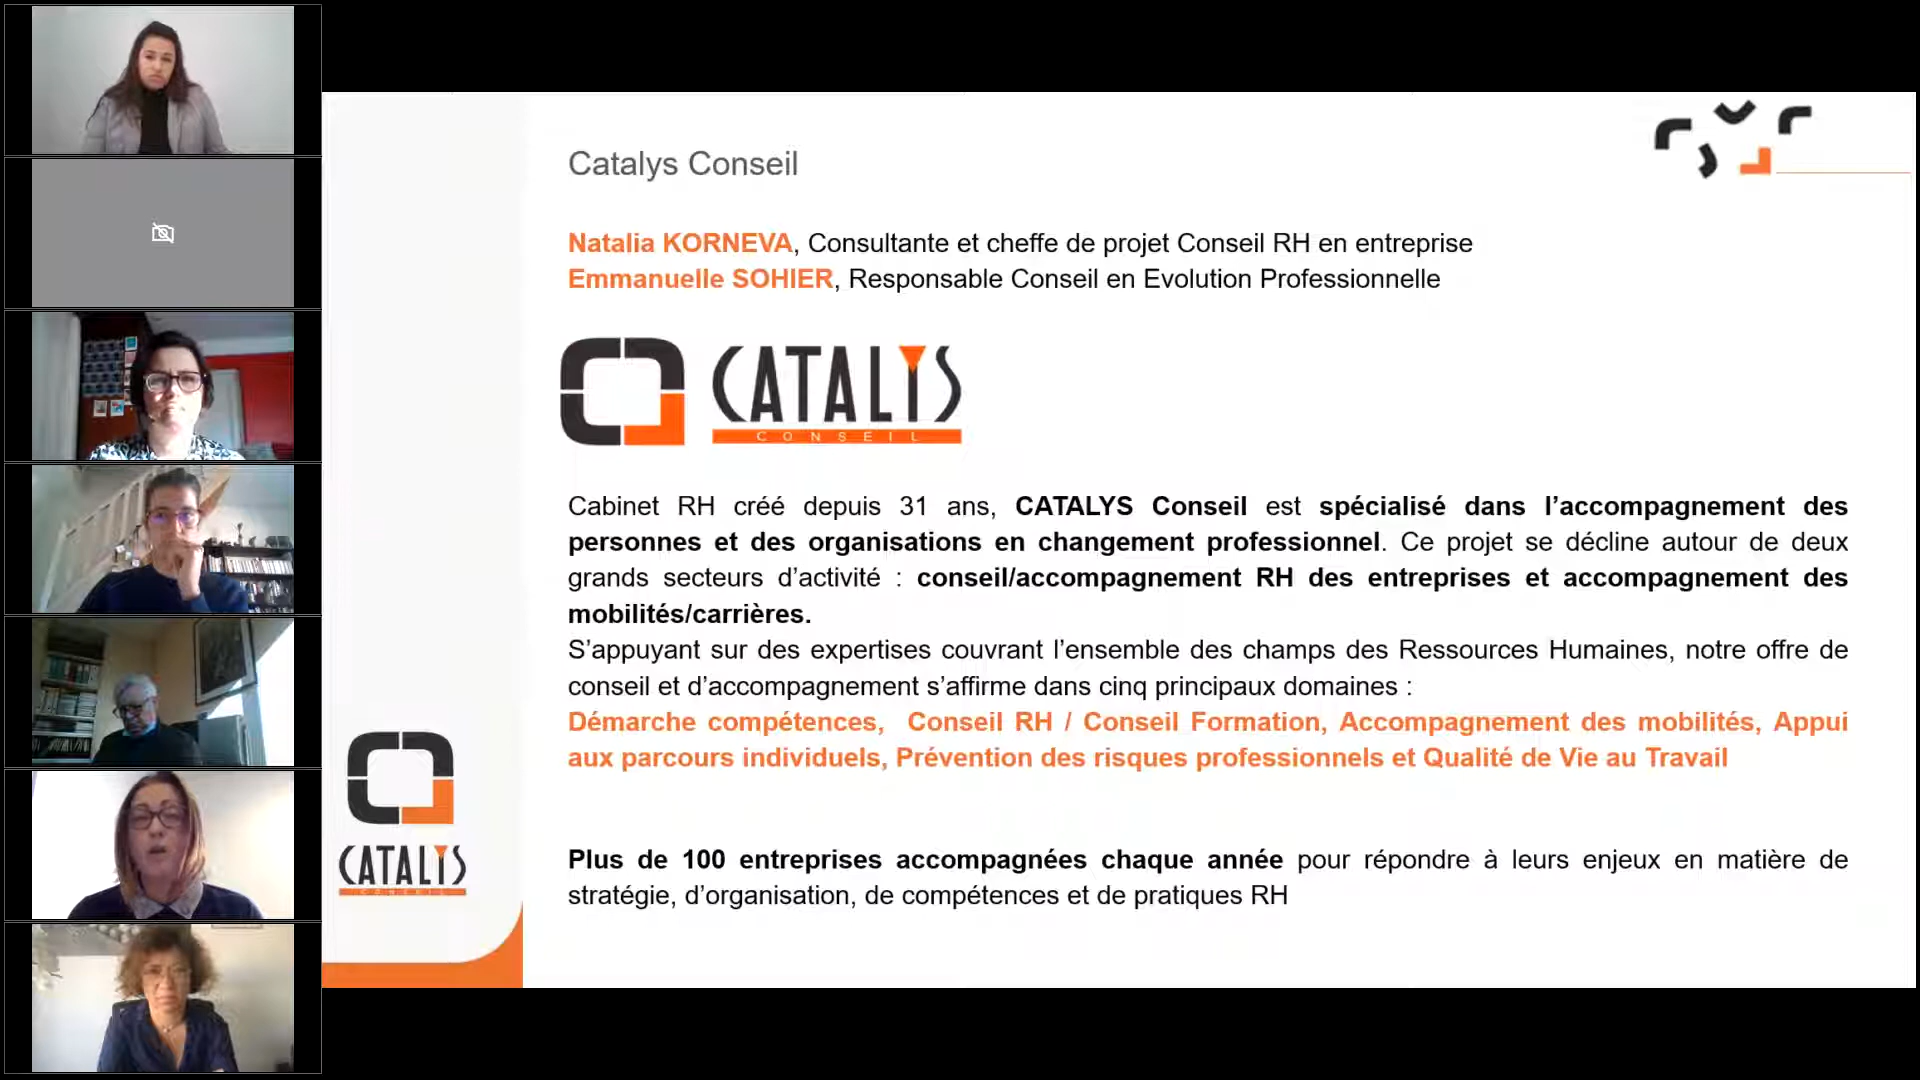 Catalys Conseil
Natalia KORNEVA, Consultante et cheffe de projet Conseil RH en entreprise
Emmanuelle SOHIER, Responsable Conseil en Evolution Professionnelle
CATALYS
CONSEIL
Cabinet RH créé depuis 31 ans, CATALYS Conseil est spécialisé dans l’accompagnement des
personnes et des organisations en changement professionnel. Ce projet se décline autour de deux
grands secteurs d’activité : conseil/accompagnement RH des entreprises et accompagnement des
mobilités/carrières.
S’appuyant sur des expertises couvrant l’ensemble des champs des Ressources Humaines, notre offre de
conseil et d’accompagnement s’affirme dans cinq principaux domaines :
Démarche compétences, Conseil RH / Conseil Formation, Accompagnement des mobilités, Appui
aux parcours individuels, Prévention des risques professionnels et Qualité de Vie au Travail
Plus de 100 entreprises accompagnées chaque année pour répondre à leurs enjeux en matière de
stratégie, d’organisation, de compétences et de pratiques RH
CATALYS
CONSEIL